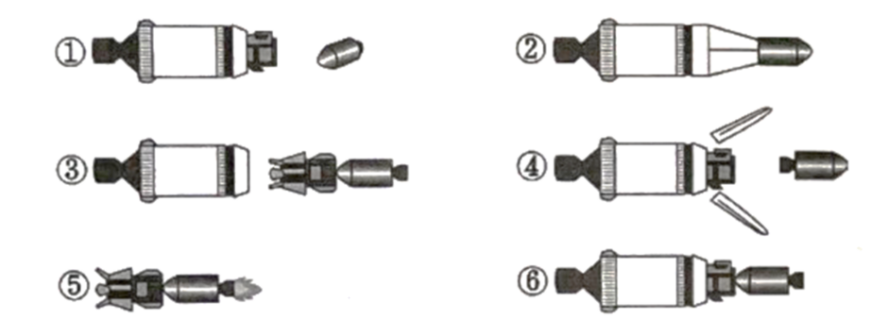 ① ②
③ ④
⑤ ⑥